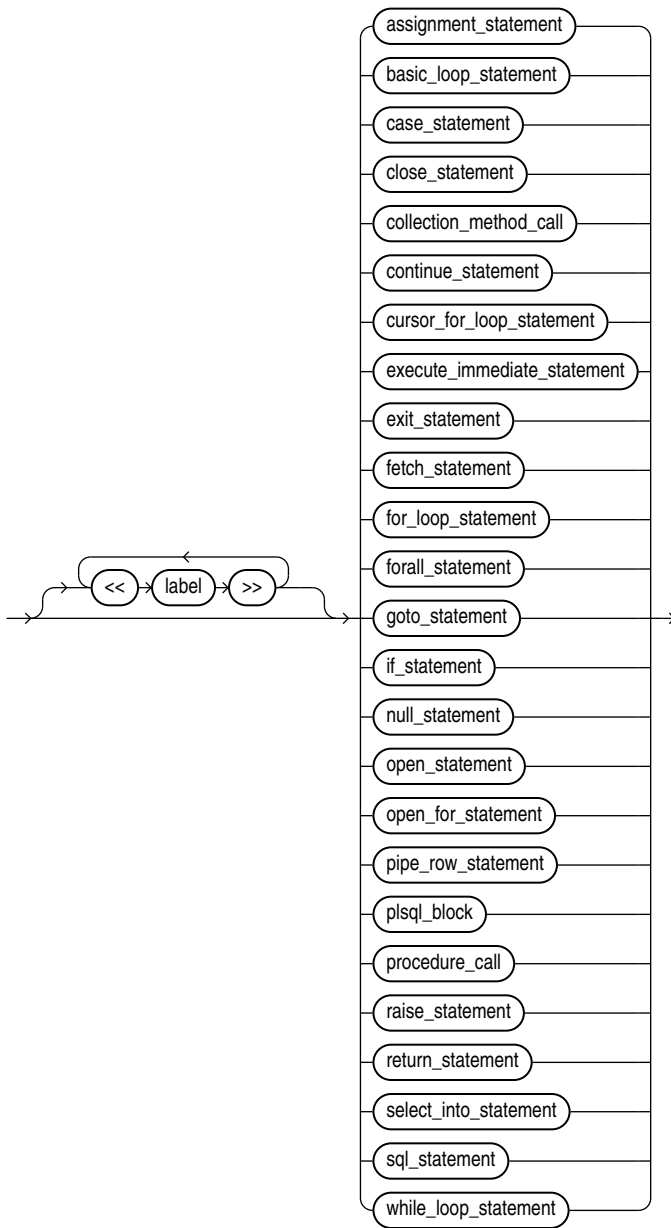 assignment_statement
basic_loop_statement
case_statement
close_statement
collection_method_call
continue_statement
cursor_for_loop_statement
execute_immediate_statement
exit_statement
fetch_statement
for_loop_statement
forall_statement
<< label >>
goto_statement
if_statement
null_statement
open_statement
open_for_statement
pipe_row_statement
plsql_block
procedure_call
raise_statement
return_statement
select_into_statement
sql_statement
while_loop_statement